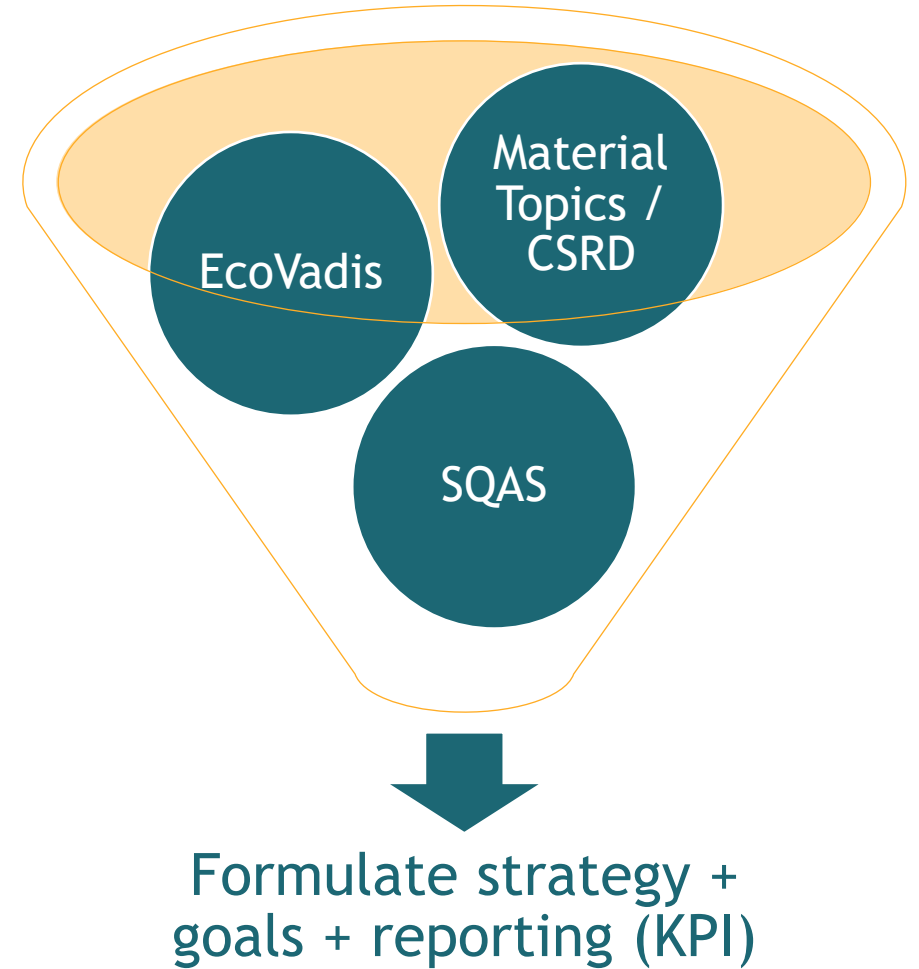 Material
Topics /
CSRD
EcoVadis
SQAS
Formulate strategy +
goals + reporting (KPI)